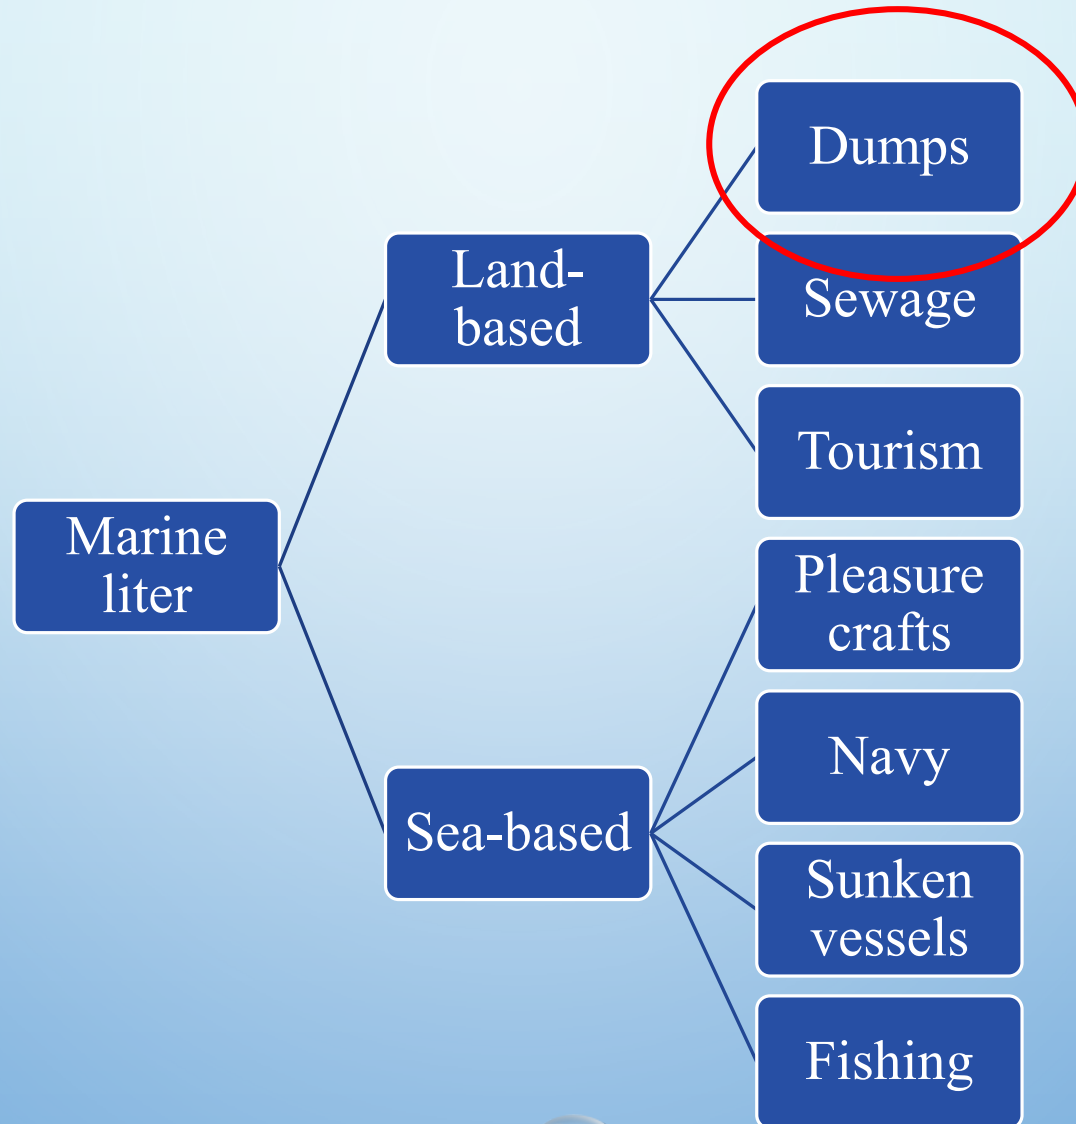 Dumps
Land-
based
Sewage
Tourism
Marine
liter
Pleasure
crafts
Navy
Sea-based
Sunken
vessels
Fishing